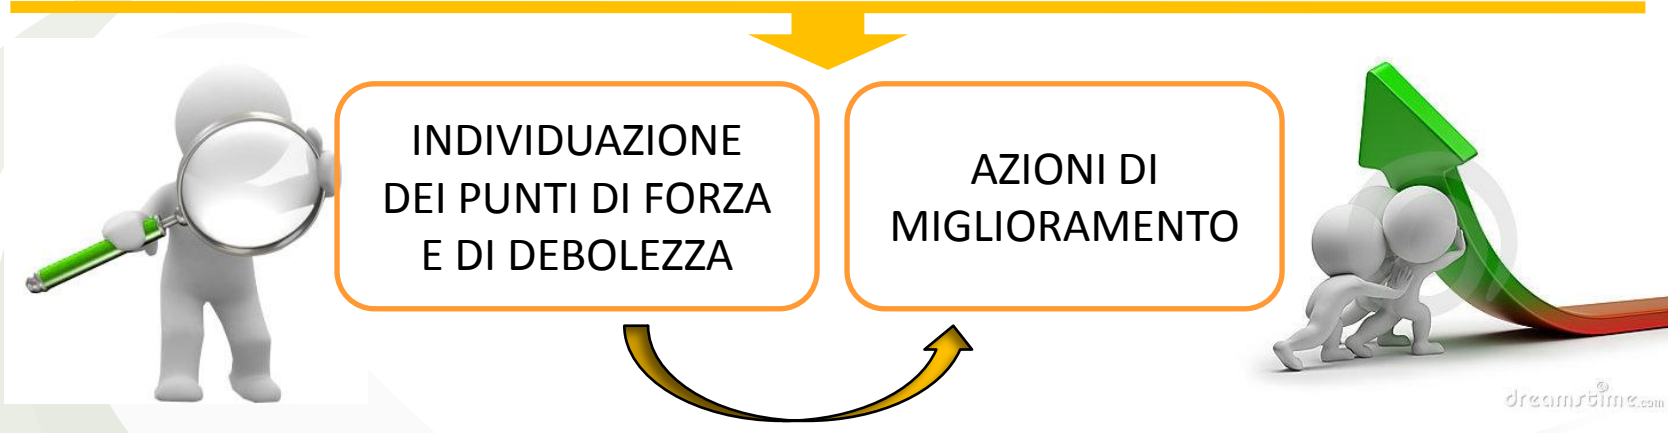 INDIVIDUAZIONE
DEI PUNTI DI FORZA
E DI DEBOLEZZA
AZIONI DI
MIGLIORAMENTO
dreamstime.com